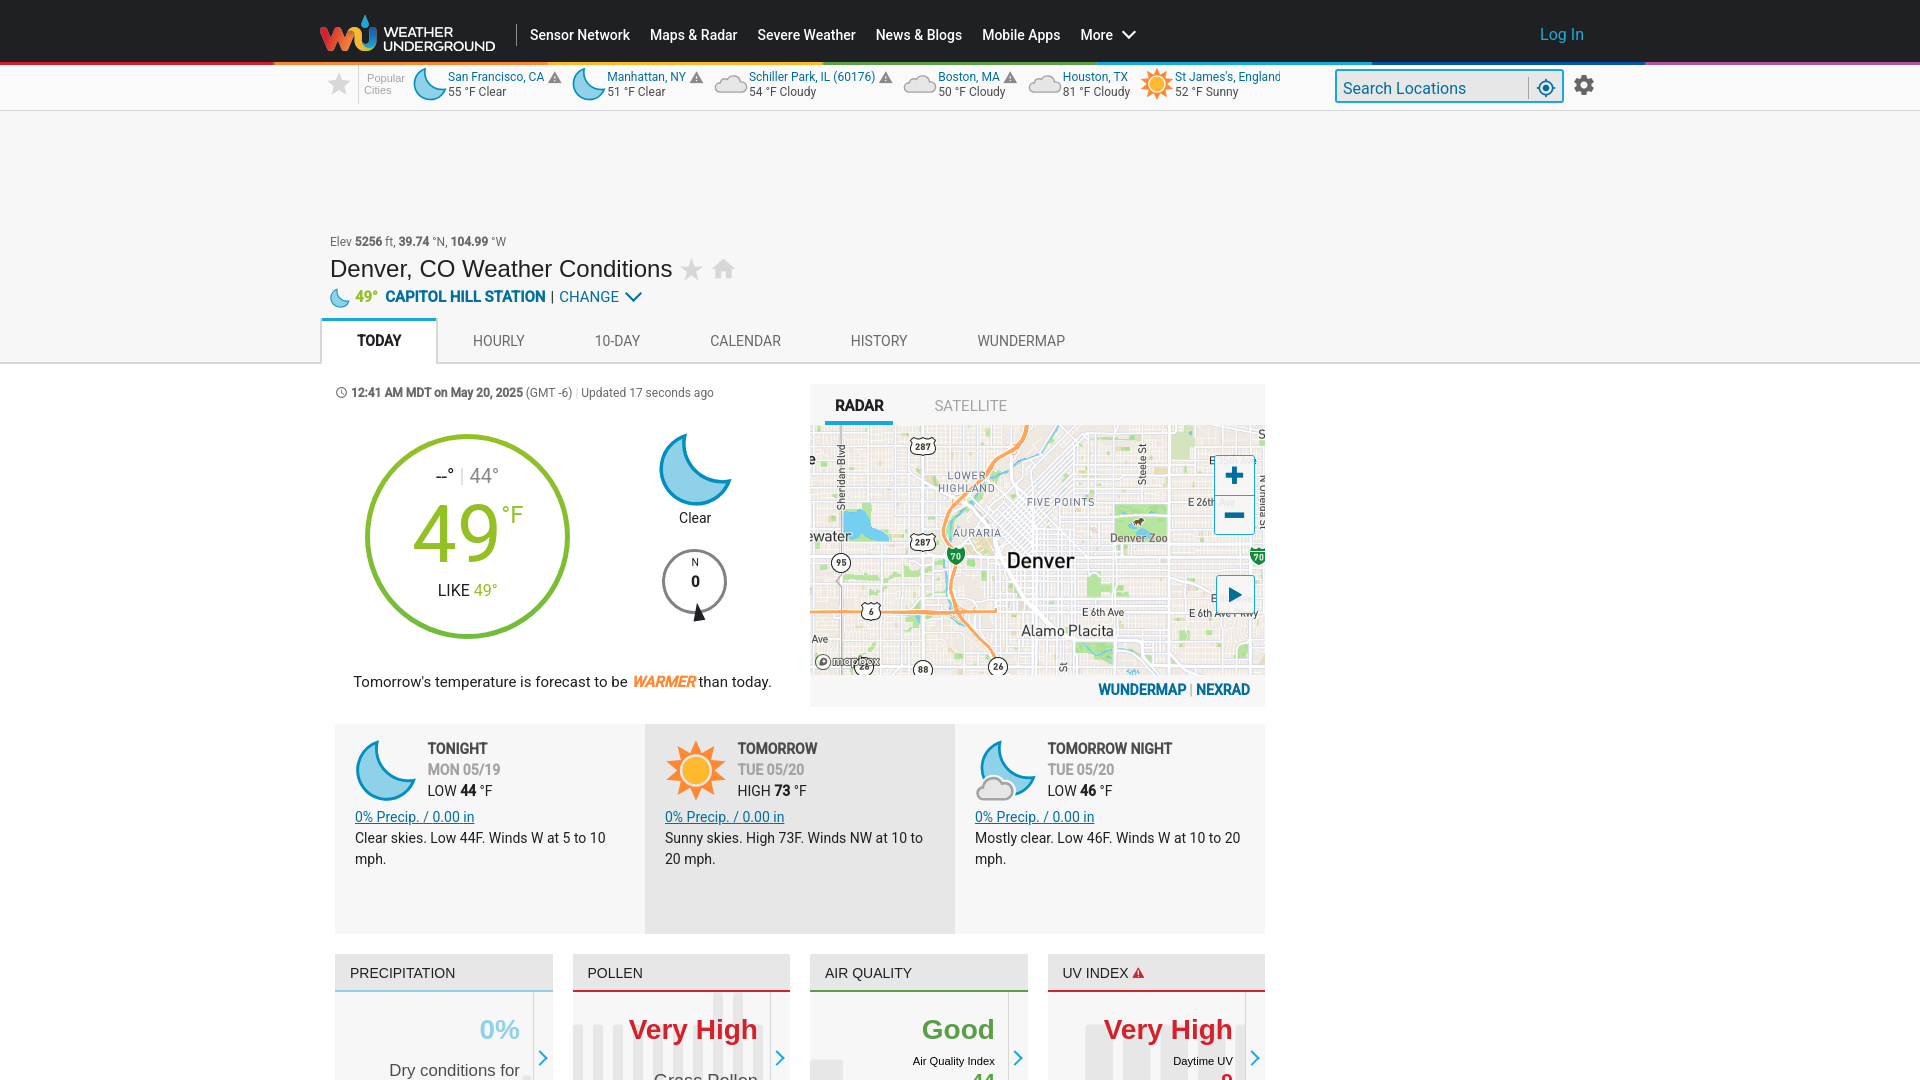 WEATHER
UNDERGROUND
Sensor Network
Maps & Radar
Severe Weather
News & Blogs
Mobile Apps
More
Log In
Popular
Cities
San Francisco, CA
55 °F Clear
Manhattan, NY
51 °F Clear
Schiller Park, IL (60176)
54 °F Cloudy
Boston, MA
50 °F Cloudy
Houston, TX
81 °F Cloudy
St James's, England
52 °F Sunny
Search Locations
Elev 5256 ft, 39.74 °N, 104.99 °W
Denver, CO Weather Conditions
49° CAPITOL HILL STATION | CHANGE
TODAY
HOURLY
10-DAY
CALENDAR
HISTORY
WUNDERMAP
12:41 AM MDT on May 20, 2025 (GMT -6) | Updated 17 seconds ago
--° | 44°
49 °F
LIKE 49°
Clear
N
0
Tomorrow's temperature is forecast to be WARMER than today.
RADAR
SATELLITE
287
Sheridan Blvd
LOWER
HIGHLAND
FIVE POINTS
Steele St
E 26th
AURARIA
ewater
287
70
Denver
Denver Zoo
70
95
6
E 6th Ave
E 6th Ave Pkwy
Alamo Placita
Ave
mapbox
26
88
26
St
WUNDERMAP | NEXRAD
TONIGHT
MON 05/19
LOW 44 °F
0% Precip. / 0.00 in
Clear skies. Low 44F. Winds W at 5 to 10
mph.
TOMORROW
TUE 05/20
HIGH 73 °F
0% Precip. / 0.00 in
Sunny skies. High 73F. Winds NW at 10 to
20 mph.
TOMORROW NIGHT
TUE 05/20
LOW 46 °F
0% Precip. / 0.00 in
Mostly clear. Low 46F. Winds W at 10 to 20
mph.
PRECIPITATION
0%
Dry conditions for
POLLEN
Very High
Grass Pollen
AIR QUALITY
Good
Air Quality Index
44
UV INDEX
Very High
Daytime UV
9